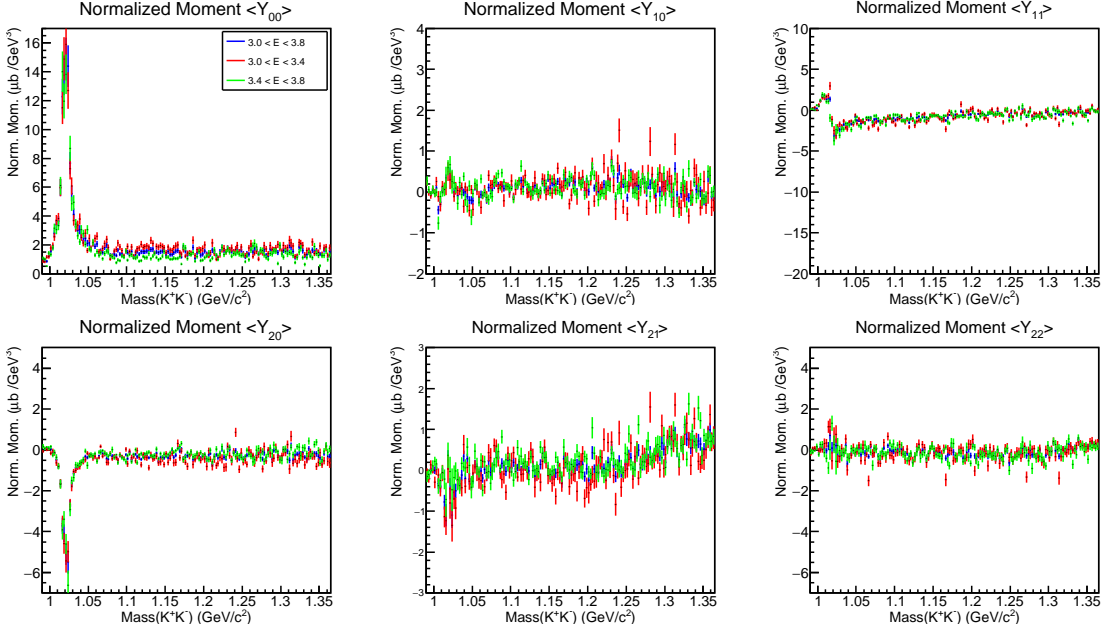 Normalized Moment <Y00>
Norm. Mom. (μb /GeV³)
16
14
12
10
8
6
4
2
0
3.0 < E < 3.8
3.0 < E < 3.4
3.4 < E < 3.8
1 1.05 1.1 1.15 1.2 1.25 1.3 1.35
Mass(K⁺K⁻) (GeV/c²)
Normalized Moment <Y10>
Norm. Mom. (μb /GeV³)
4
3
2
1
0
−1
−2
1 1.05 1.1 1.15 1.2 1.25 1.3 1.35
Mass(K⁺K⁻) (GeV/c²)
Normalized Moment <Y11>
Norm. Mom. (μb /GeV³)
10
5
0
−5
−10
−15
−20
1 1.05 1.1 1.15 1.2 1.25 1.3 1.35
Mass(K⁺K⁻) (GeV/c²)
Normalized Moment <Y20>
Norm. Mom. (μb /GeV³)
4
2
0
−2
−4
−6
1 1.05 1.1 1.15 1.2 1.25 1.3 1.35
Mass(K⁺K⁻) (GeV/c²)
Normalized Moment <Y21>
Norm. Mom. (μb /GeV³)
3
2
1
0
−1
−2
−3
1 1.05 1.1 1.15 1.2 1.25 1.3 1.35
Mass(K⁺K⁻) (GeV/c²)
Normalized Moment <Y22>
Norm. Mom. (μb /GeV³)
4
2
0
−2
−4
−6
1 1.05 1.1 1.15 1.2 1.25 1.3 1.35
Mass(K⁺K⁻) (GeV/c²)